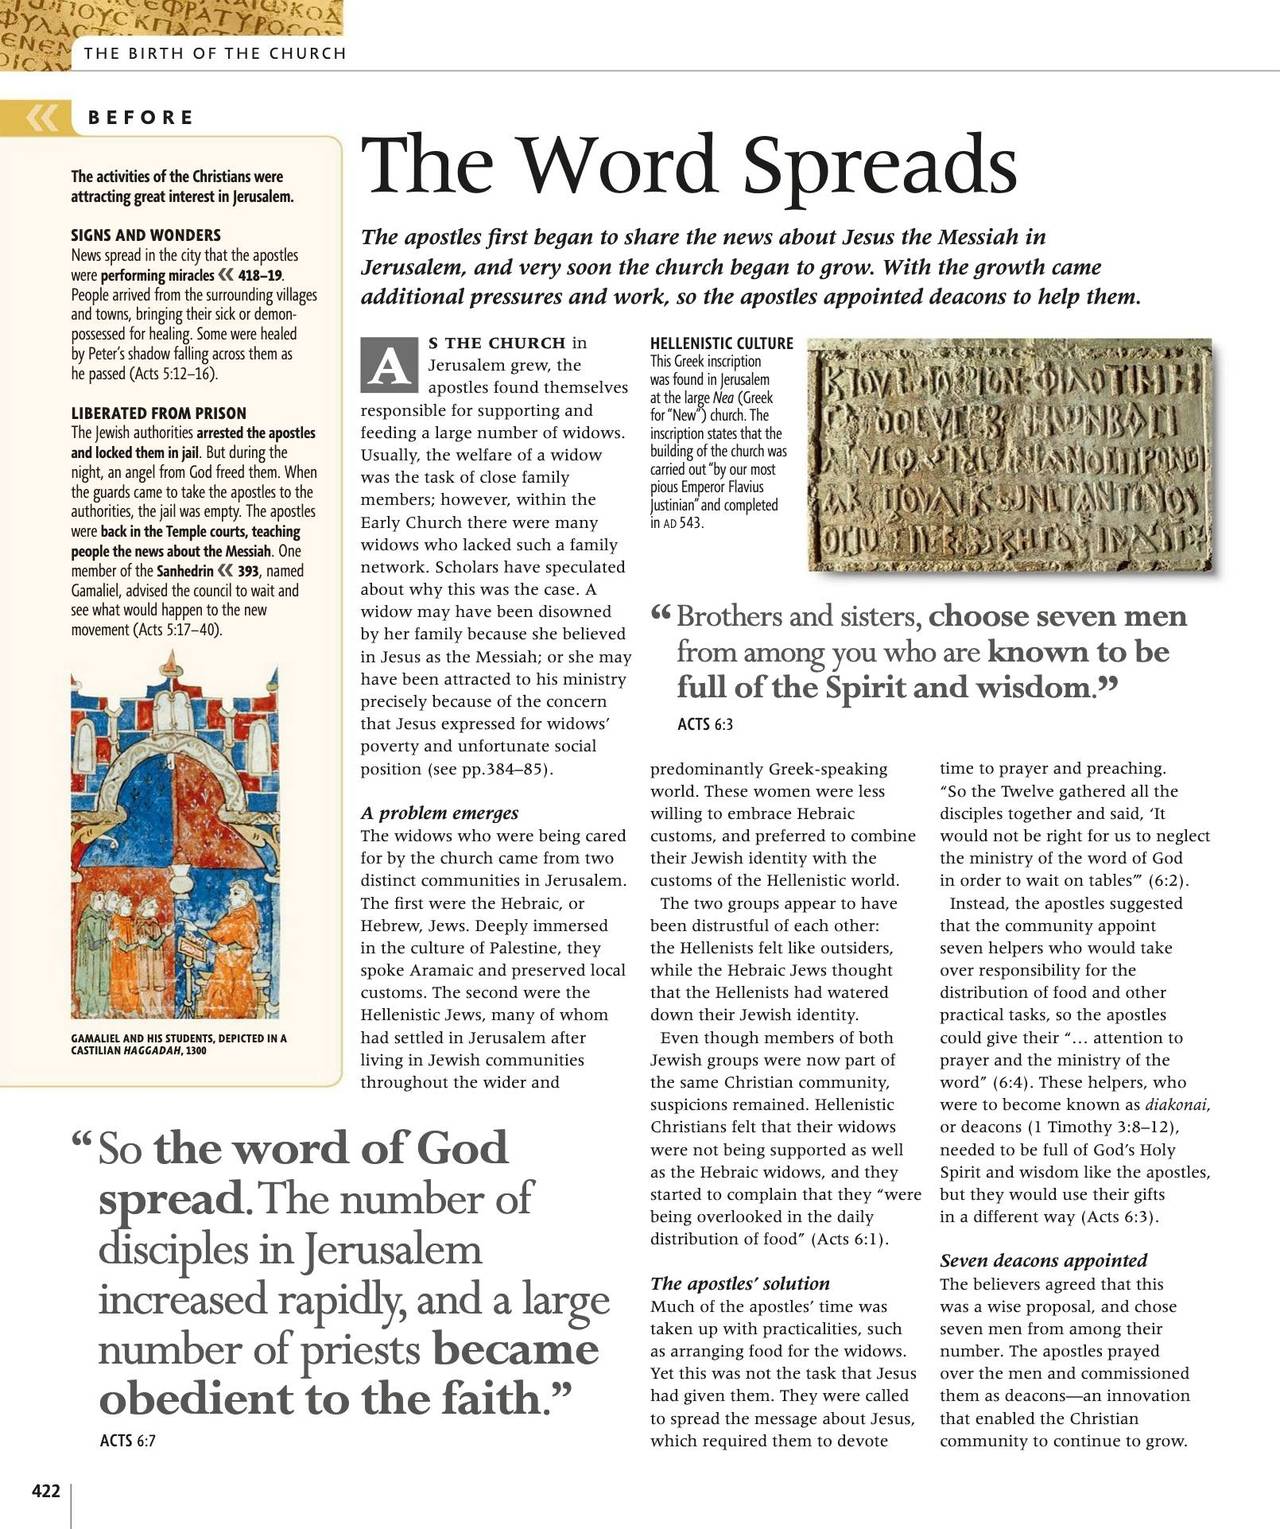 THE BIRTH OF THE CHURCH
« BEFORE
The activities of the Christians were
attracting great interest in Jerusalem.
SIGNS AND WONDERS
News spread in the city that the apostles
were performing miracles « 418–19.
People arrived from the surrounding villages
and towns, bringing their sick or demon-
possessed for healing. Some were healed
by Peter’s shadow falling across them as
he passed (Acts 5:12–16).
LIBERATED FROM PRISON
The Jewish authorities arrested the apostles
and locked them in jail. But during the
night, an angel from God freed them. When
the guards came to take the apostles to the
authorities, the jail was empty. The apostles
were back in the Temple courts, teaching
people the news about the Messiah. One
member of the Sanhedrin « 393, named
Gamaliel, advised the council to wait and
see what would happen to the new
movement (Acts 5:17–40).
GAMALIEL AND HIS STUDENTS, DEPICTED IN A
CASTILIAN HAGGADAH, 1300
The Word Spreads
The apostles first began to share the news about Jesus the Messiah in
Jerusalem, and very soon the church began to grow. With the growth came
additional pressures and work, so the apostles appointed deacons to help them.
AS THE CHURCH in
Jerusalem grew, the
apostles found themselves
responsible for supporting and
feeding a large number of widows.
Usually, the welfare of a widow
was the task of close family
members; however, within the
Early Church there were many
widows who lacked such a family
network. Scholars have speculated
about why this was the case. A
widow may have been disowned
by her family because she believed
in Jesus as the Messiah; or she may
have been attracted to his ministry
precisely because of the concern
that Jesus expressed for widows’
poverty and unfortunate social
position (see pp.384–85).
A problem emerges
The widows who were being cared
for by the church came from two
distinct communities in Jerusalem.
The first were the Hebraic, or
Hebrew, Jews. Deeply immersed
in the culture of Palestine, they
spoke Aramaic and preserved local
customs. The second were the
Hellenistic Jews, many of whom
had settled in Jerusalem after
living in Jewish communities
throughout the wider and
HELLENISTIC CULTURE
This Greek inscription
was found in Jerusalem
at the large Nea (Greek
for “New”) church. The
inscription states that the
building of the church was
carried out “by our most
pious Emperor Flavius
Justinian” and completed
in AD 543.
“Brothers and sisters, choose seven men
from among you who are known to be
full of the Spirit and wisdom.”
ACTS 6:3
predominantly Greek-speaking
world. These women were less
willing to embrace Hebraic
customs, and preferred to combine
their Jewish identity with the
customs of the Hellenistic world.
The two groups appear to have
been distrustful of each other:
the Hellenists felt like outsiders,
while the Hebraic Jews thought
that the Hellenists had watered
down their Jewish identity.
Even though members of both
Jewish groups were now part of
the same Christian community,
suspicions remained. Hellenistic
Christians felt that their widows
were not being supported as well
as the Hebraic widows, and they
started to complain that they “were
being overlooked in the daily
distribution of food” (Acts 6:1).
The apostles’ solution
Much of the apostles’ time was
taken up with practicalities, such
as arranging food for the widows.
Yet this was not the task that Jesus
had given them. They were called
to spread the message about Jesus,
which required them to devote
time to prayer and preaching.
“So the Twelve gathered all the
disciples together and said, ‘It
would not be right for us to neglect
the ministry of the word of God
in order to wait on tables’” (6:2).
Instead, the apostles suggested
that the community appoint
seven helpers who would take
over responsibility for the
distribution of food and other
practical tasks, so the apostles
could give their “… attention to
prayer and the ministry of the
word” (6:4). These helpers, who
were to become known as diakonai,
or deacons (1 Timothy 3:8–12),
needed to be full of God’s Holy
Spirit and wisdom like the apostles,
but they would use their gifts
in a different way (Acts 6:3).
Seven deacons appointed
The believers agreed that this
was a wise proposal, and chose
seven men from among their
number. The apostles prayed
over the men and commissioned
them as deacons—an innovation
that enabled the Christian
community to continue to grow.
“So the word of God
spread. The number of
disciples in Jerusalem
increased rapidly, and a large
number of priests became
obedient to the faith.”
ACTS 6:7
422